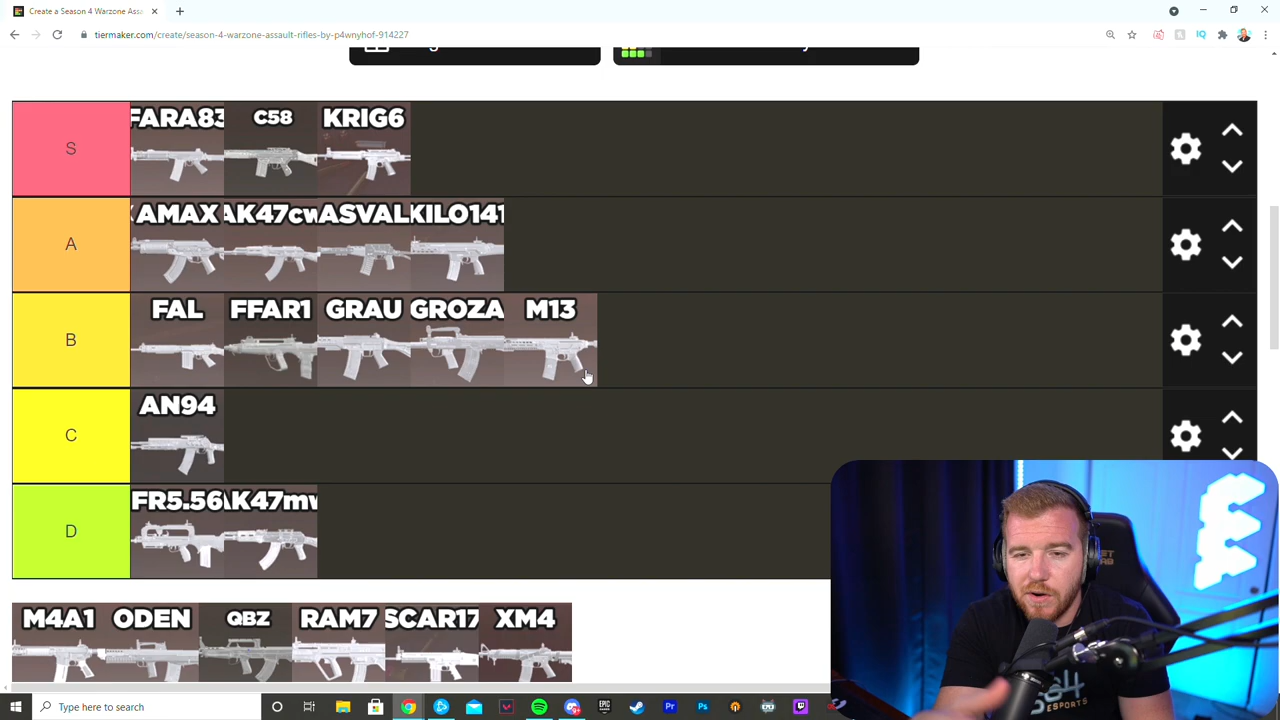 Create a Season 4 Warzone Assa
tiermaker.com/create/season-4-warzone-assault-rifles-by-p4wnyhof-914227
S
FARA83
C58
KRIG6
A
AMAX
AK47cw
ASVAL
KILO141
B
FAL
FFAR1
GRAU
GROZA
M13
C
AN94
D
FR5.56
AK47mw
M4A1
ODEN
QBZ
RAM7
SCAR17
XM4
ESPORTS
Type here to search